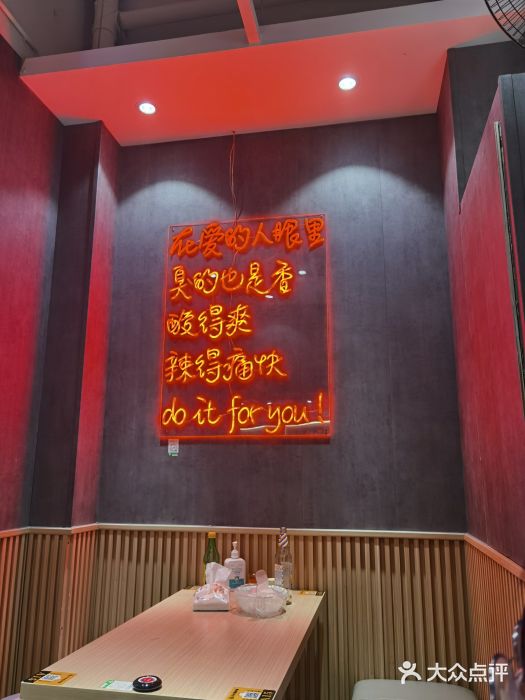 在爱的人眼里
臭的也是香
酸得爽
辣得痛快
do it for you!
大众点评